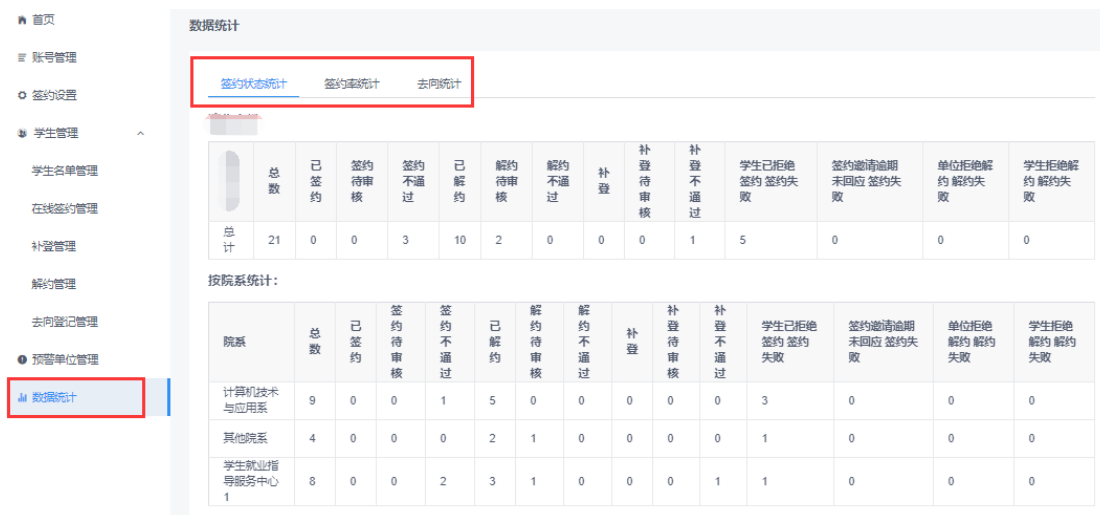 首页
账号管理
签约设置
学生管理
学生名单管理
在线签约管理
补登管理
解约管理
去向登记管理
预警单位管理
数据统计
数据统计
签约状态统计 签约率统计 去向统计
总数 已签约 签约待审核 签约不通过 已解约 解约待审核 解约不通过 补登 补登待审核 补登不通过 学生已拒绝签约 签约失败 签约邀请逾期未回应 签约失败 单位拒绝解约 解约失败 学生拒绝解约 解约失败
总计 21 0 0 3 10 2 0 0 0 1 5 0 0 0
按院系统计：
院系 总数 已签约 签约待审核 签约不通过 已解约 解约待审核 解约不通过 补登 补登待审核 补登不通过 学生已拒绝签约 签约失败 签约邀请逾期未回应 签约失败 单位拒绝解约 解约失败 学生拒绝解约 解约失败
计算机技术与应用系 9 0 0 1 5 0 0 0 0 0 3 0 0 0
其他院系 4 0 0 0 2 1 0 0 0 0 1 0 0 0
学生就业指导服务中心1 8 0 0 2 3 1 0 0 0 1 1 0 0 0